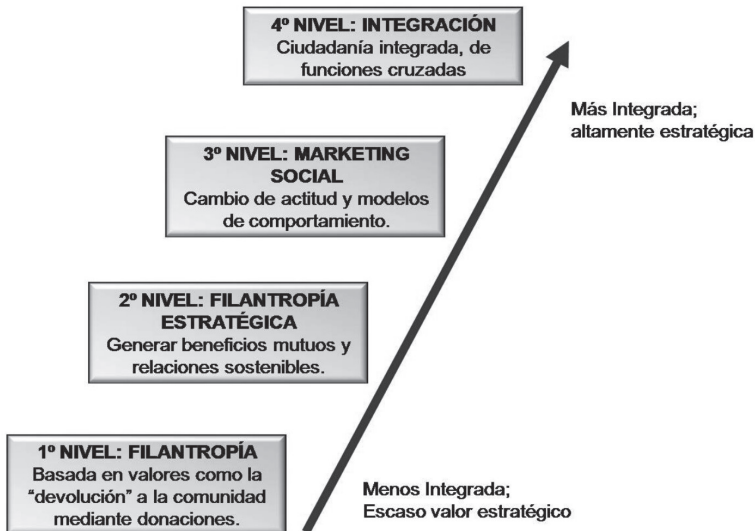 4º NIVEL: INTEGRACIÓN
Ciudadanía integrada, de
funciones cruzadas
Más Integrada;
altamente estratégica
3º NIVEL: MARKETING
SOCIAL
Cambio de actitud y modelos
de comportamiento.
2º NIVEL: FILANTROPÍA
ESTRATÉGICA
Generar beneficios mutuos y
relaciones sostenibles.
1º NIVEL: FILANTROPÍA
Basada en valores como la
“devolución” a la comunidad
mediante donaciones.
Menos Integrada;
Escaso valor estratégico